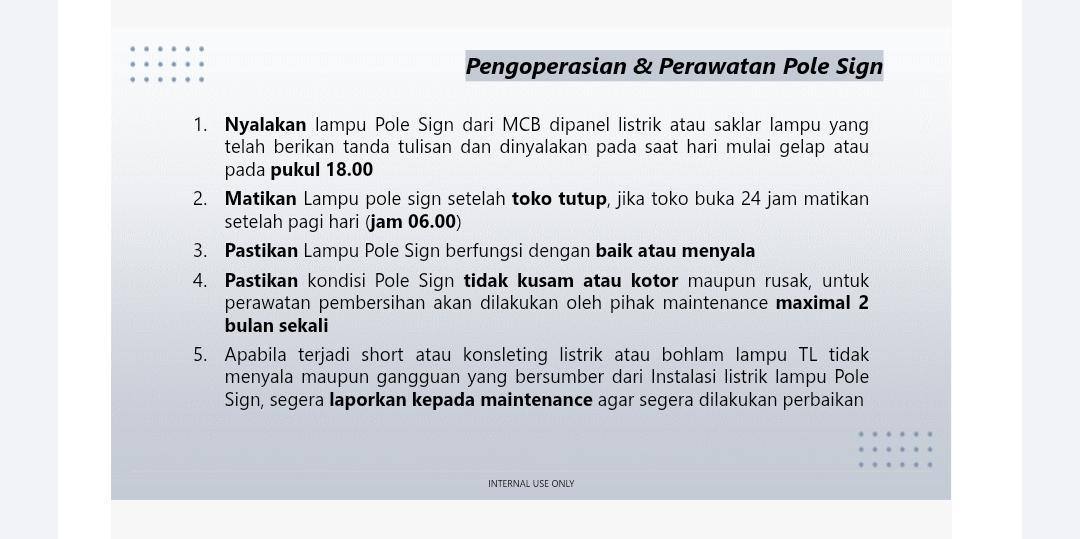 Pengoperasian & Perawatan Pole Sign
1. Nyalakan lampu Pole Sign dari MCB dipanel listrik atau saklar lampu yang
telah berikan tanda tulisan dan dinyalakan pada saat hari mulai gelap atau
pada pukul 18.00
2. Matikan Lampu pole sign setelah toko tutup, jika toko buka 24 jam matikan
setelah pagi hari (jam 06.00)
3. Pastikan Lampu Pole Sign berfungsi dengan baik atau menyala
4. Pastikan kondisi Pole Sign tidak kusam atau kotor maupun rusak, untuk
perawatan pembersihan akan dilakukan oleh pihak maintenance maximal 2
bulan sekali
5. Apabila terjadi short atau konsleting listrik atau bohlam lampu TL tidak
menyala maupun gangguan yang bersumber dari Instalasi listrik lampu Pole
Sign, segera laporkan kepada maintenance agar segera dilakukan perbaikan
INTERNAL USE ONLY